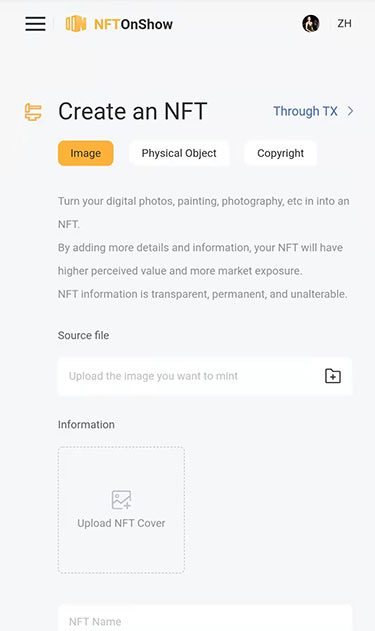 NFTOnShow
ZH
Create an NFT
Through TX
Image
Physical Object
Copyright
Turn your digital photos, painting, photography, etc in into an
NFT.
By adding more details and information, your NFT will have
higher perceived value and more market exposure.
NFT information is transparent, permanent, and unalterable.
Source file
Upload the image you want to mint
Information
Upload NFT Cover
NFT Name